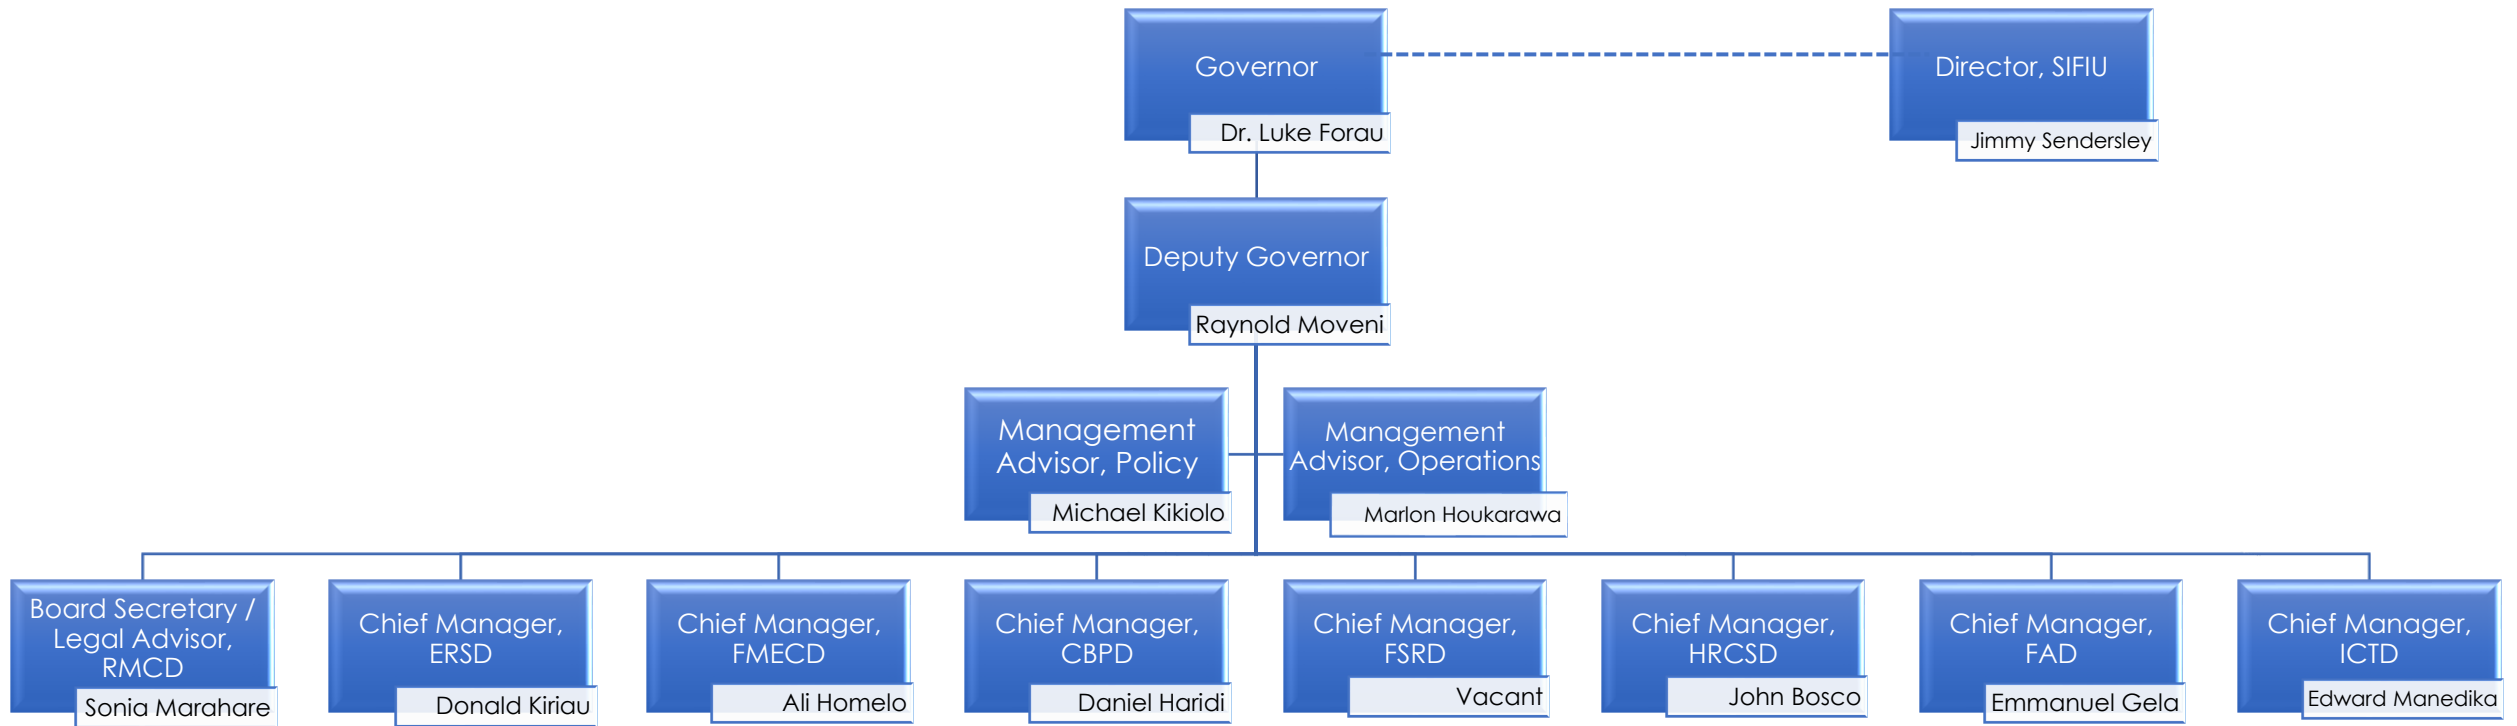 Governor
Dr. Luke Forau
Director, SIFIU
Jimmy Sendersley
Deputy Governor
Raynold Moveni
Management
Advisor, Policy
Michael Kikiolo
Management
Advisor, Operations
Marlon Houkarawa
Board Secretary /
Legal Advisor,
RMCD
Sonia Marahare
Chief Manager,
ERSD
Donald Kiriau
Chief Manager,
FMECD
Ali Homelo
Chief Manager,
CBPD
Daniel Haridi
Chief Manager,
FSRD
Vacant
Chief Manager,
HRCSD
John Bosco
Chief Manager,
FAD
Emmanuel Gela
Chief Manager,
ICTD
Edward Manedika